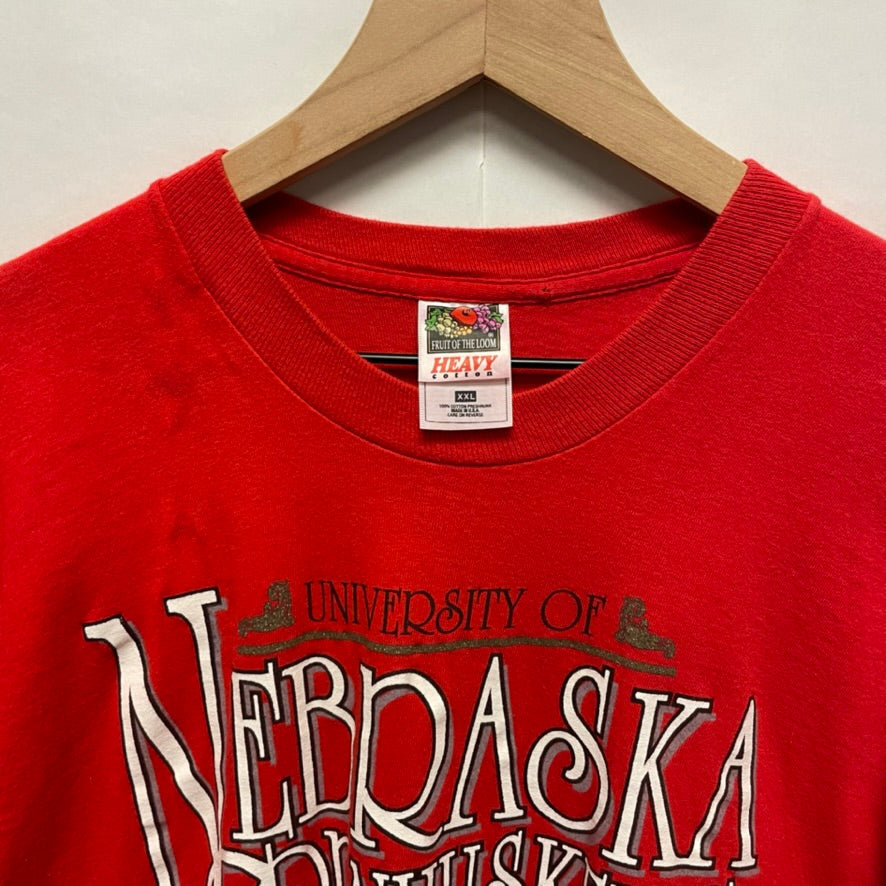 FRUIT OF THE LOOM
®
HEAVY
cotton
XXL
100% COTTON PRESHRUNK
MADE IN U.S.A.
CARE ON REVERSE
UNIVERSITY OF
NEBRASKA